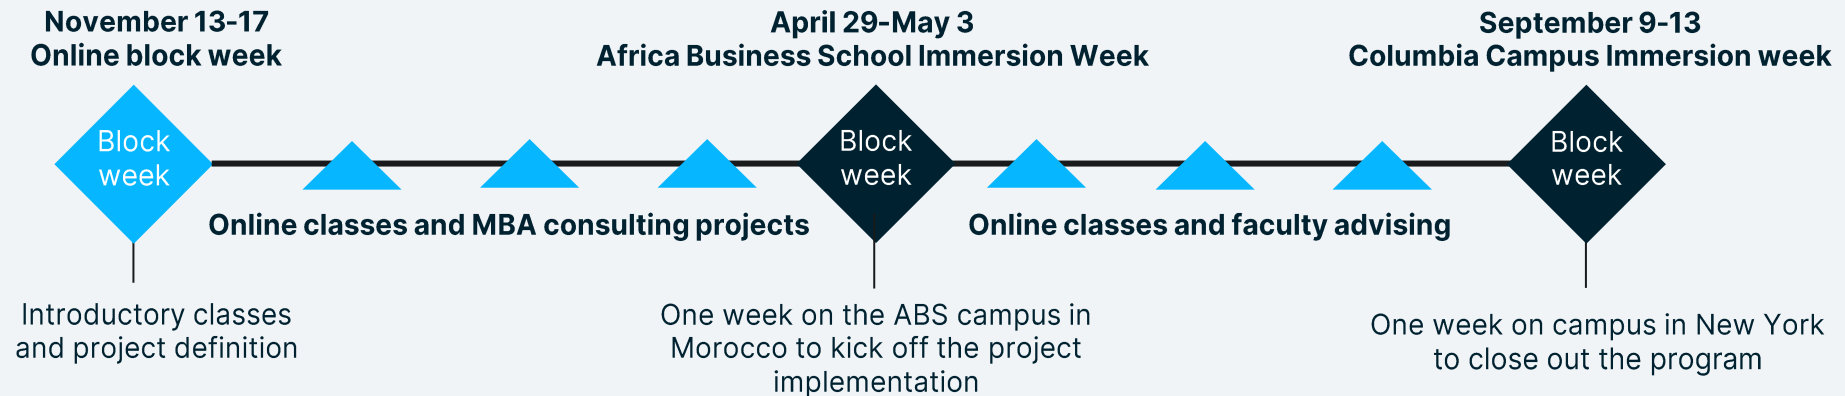 November 13-17
Online block week
April 29-May 3
Africa Business School Immersion Week
September 9-13
Columbia Campus Immersion week
Block
week
Block
week
Block
week
Online classes and MBA consulting projects
Online classes and faculty advising
Introductory classes
and project definition
One week on the ABS campus in
Morocco to kick off the project
implementation
One week on campus in New York
to close out the program